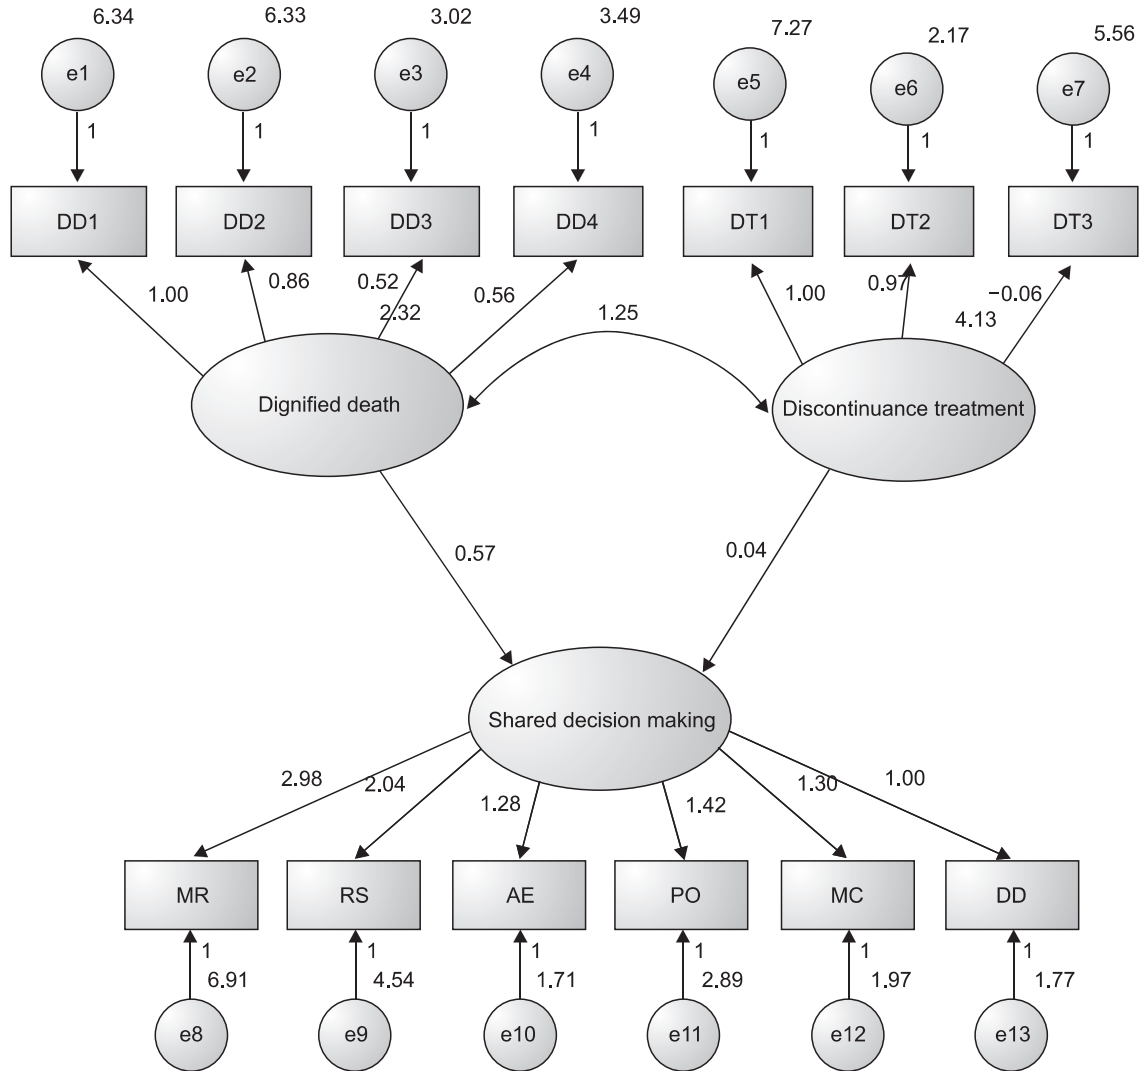 6.34 6.33 3.02 3.49 7.27 2.17 5.56
e1 e2 e3 e4 e5 e6 e7
1 1 1 1 1 1 1
DD1 DD2 DD3 DD4 DT1 DT2 DT3
1.00 0.86 0.52 0.56 1.00 0.97 −0.06
2.32 1.25 4.13
Dignified death Discontinuance treatment
0.57 0.04
Shared decision making
2.98 2.04 1.28 1.42 1.30 1.00
MR RS AE PO MC DD
1 1 1 1 1 1
6.91 4.54 1.71 2.89 1.97 1.77
e8 e9 e10 e11 e12 e13